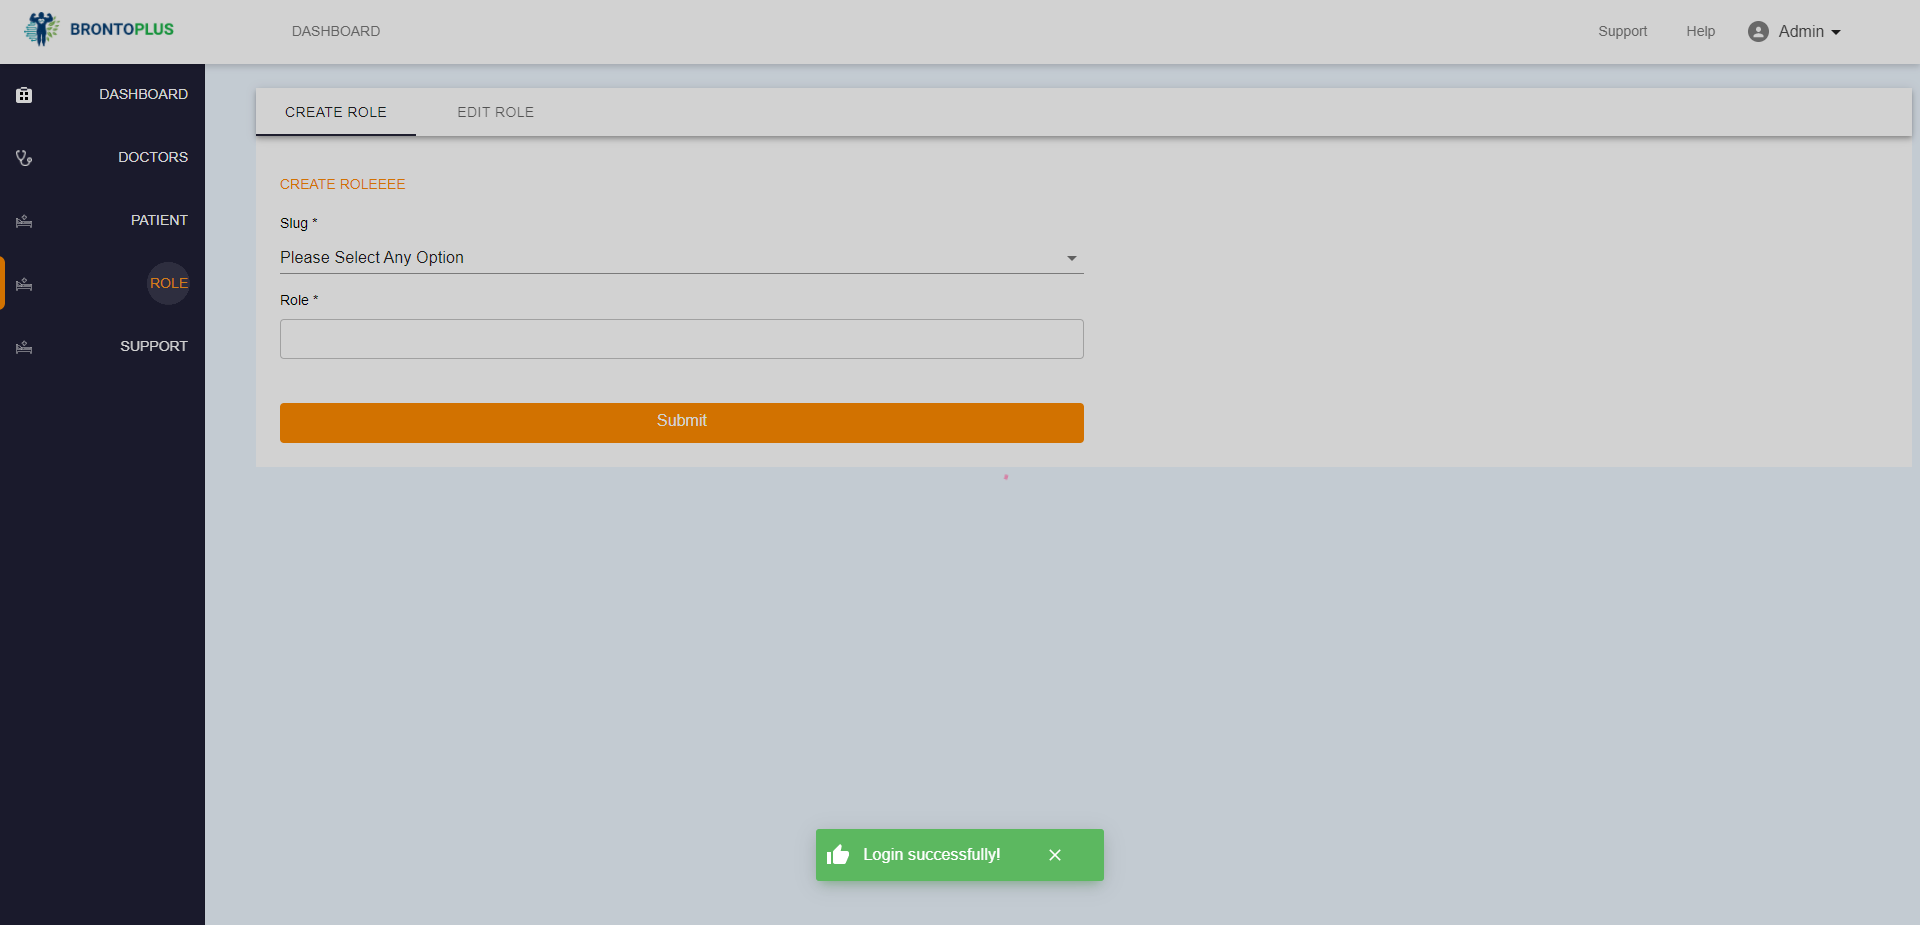 BRONTOPLUS
DASHBOARD
Support
Help
Admin
DASHBOARD
DOCTORS
PATIENT
ROLE
SUPPORT
CREATE ROLE
EDIT ROLE
CREATE ROLEEEE
Slug *
Please Select Any Option
Role *
Submit
Login successfully!